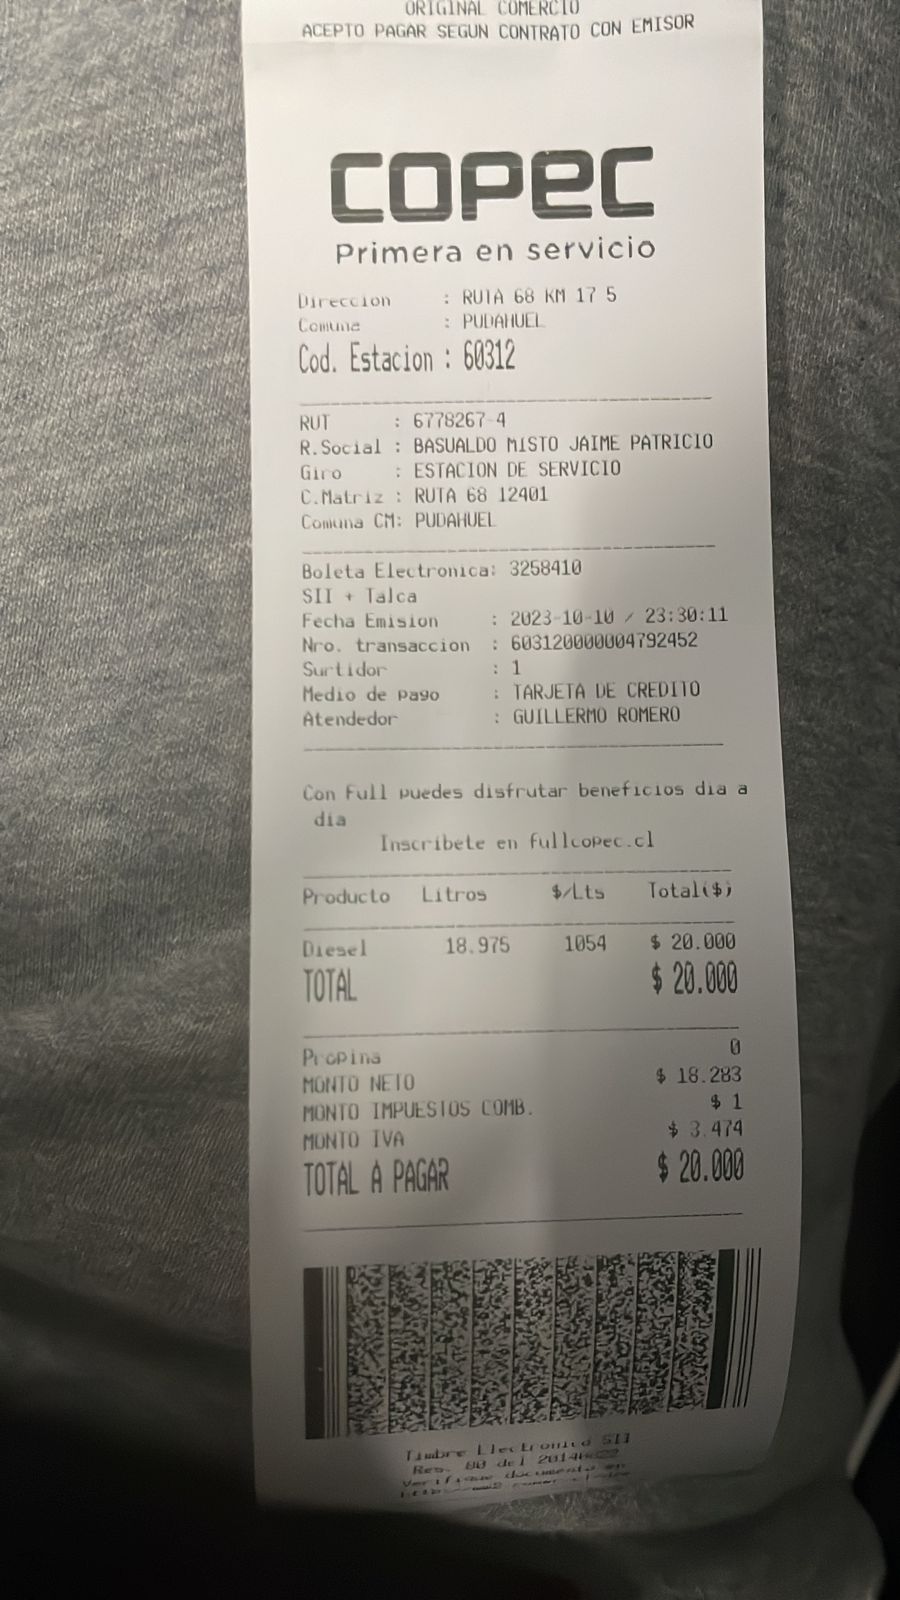 ORIGINAL COMERCIO
ACEPTO PAGAR SEGUN CONTRATO CON EMISOR
COPEC
Primera en servicio
Direccion : RUTA 68 KM 17 5
Comuna : PUDAHUEL
Cod. Estacion : 60312
RUT : 6778267-4
R.Social : BASUALDO MISTO JAIME PATRICIO
Giro : ESTACION DE SERVICIO
C.Matriz : RUTA 68 12401
Comuna CM: PUDAHUEL
Boleta Electronica: 3258410
SII + Talca
Fecha Emision : 2023-10-10 / 23:30:11
Nro. transaccion : 603120000004792452
Surtidor : 1
Medio de pago : TARJETA DE CREDITO
Atendedor : GUILLERMO ROMERO
Con Full puedes disfrutar beneficios dia a
dia
Inscribete en fullcopec.cl
Producto Litros $/Lts Total($)
Diesel 18.975 1054 $ 20.000
TOTAL $ 20.000
Propina 0
MONTO NETO $ 18.283
MONTO IMPUESTOS COMB. $ 1
MONTO IVA $ 3.474
TOTAL A PAGAR $ 20.000
Timbre Electronico SII
Res. 80 del
Verifique documento en